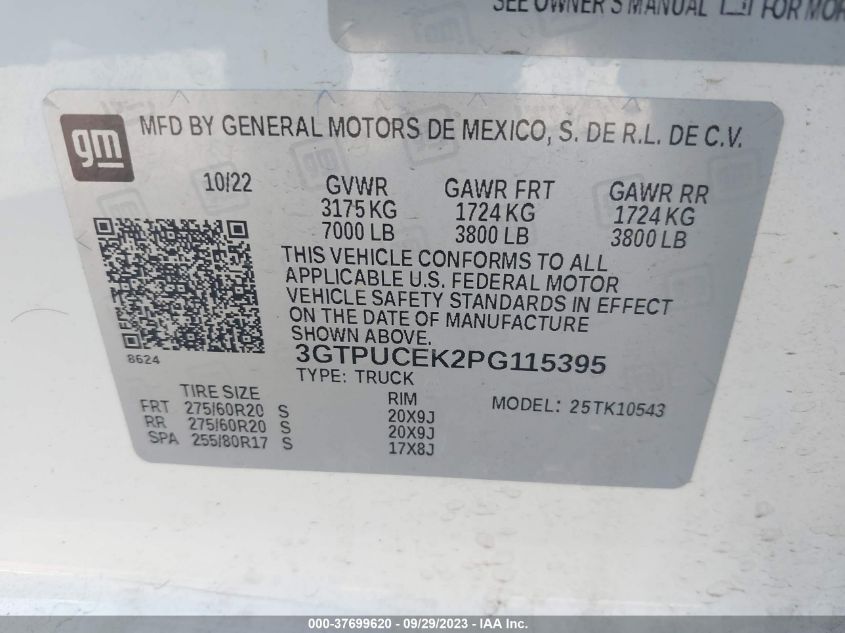 SEE OWNER'S MANUAL FOR MOR
gm
MFD BY GENERAL MOTORS DE MEXICO, S. DE R.L. DE C.V.
10/22 GVWR GAWR FRT GAWR RR
3175 KG 1724 KG 1724 KG
7000 LB 3800 LB 3800 LB
THIS VEHICLE CONFORMS TO ALL
APPLICABLE U.S. FEDERAL MOTOR
VEHICLE SAFETY STANDARDS IN EFFECT
ON THE DATE OF MANUFACTURE
SHOWN ABOVE.
8624
3GTPUCEK2PG115395
TYPE: TRUCK
TIRE SIZE RIM MODEL: 25TK10543
FRT 275/60R20 S 20X9J
RR 275/60R20 S 20X9J
SPA 255/80R17 S 17X8J
000-37699620 - 09/29/2023 - IAAI.COM.